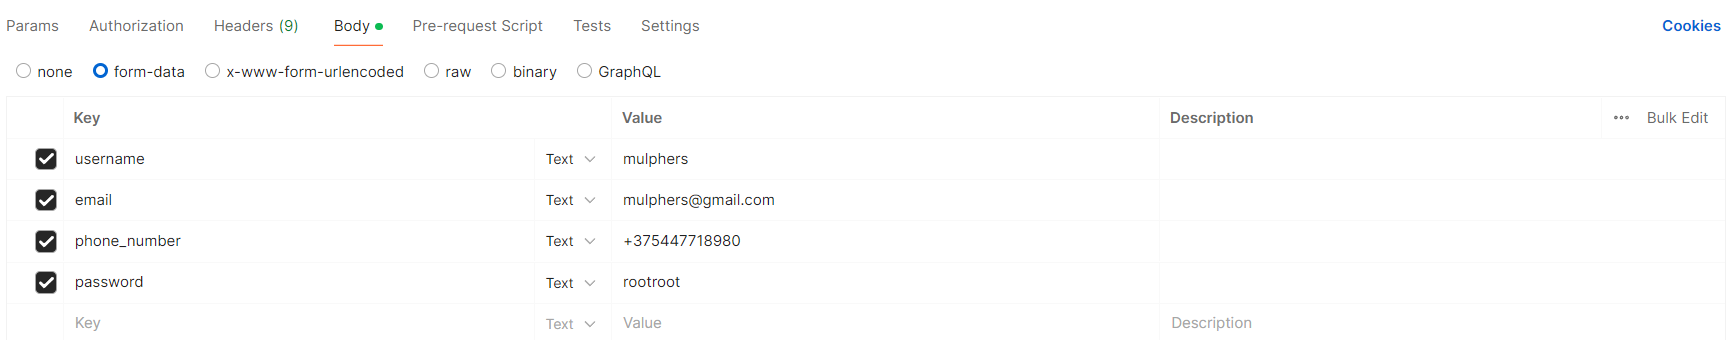 Params Authorization Headers (9) Body Pre-request Script Tests Settings Cookies
none form-data x-www-form-urlencoded raw binary GraphQL
Key Value Description ••• Bulk Edit
username Text mulphers
email Text mulphers@gmail.com
phone_number Text +375447718980
password Text rootroot
Key Text Value Description